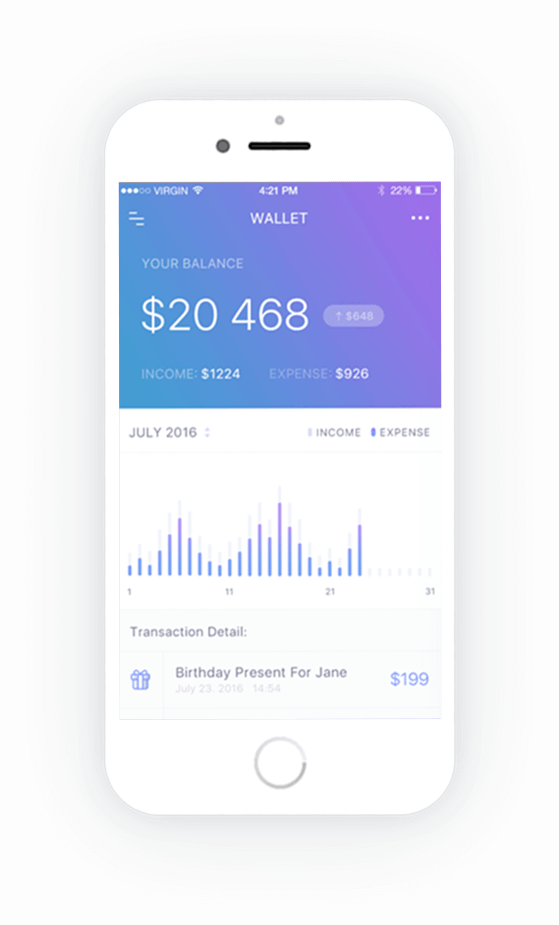 VIRGIN 4:21 PM 22%
WALLET
YOUR BALANCE
$20 468 ↑ $648
INCOME: $1224 EXPENSE: $926
JULY 2016 INCOME EXPENSE
1 11 21 31
Transaction Detail:
Birthday Present For Jane $199
July 23. 2016 · 14:54